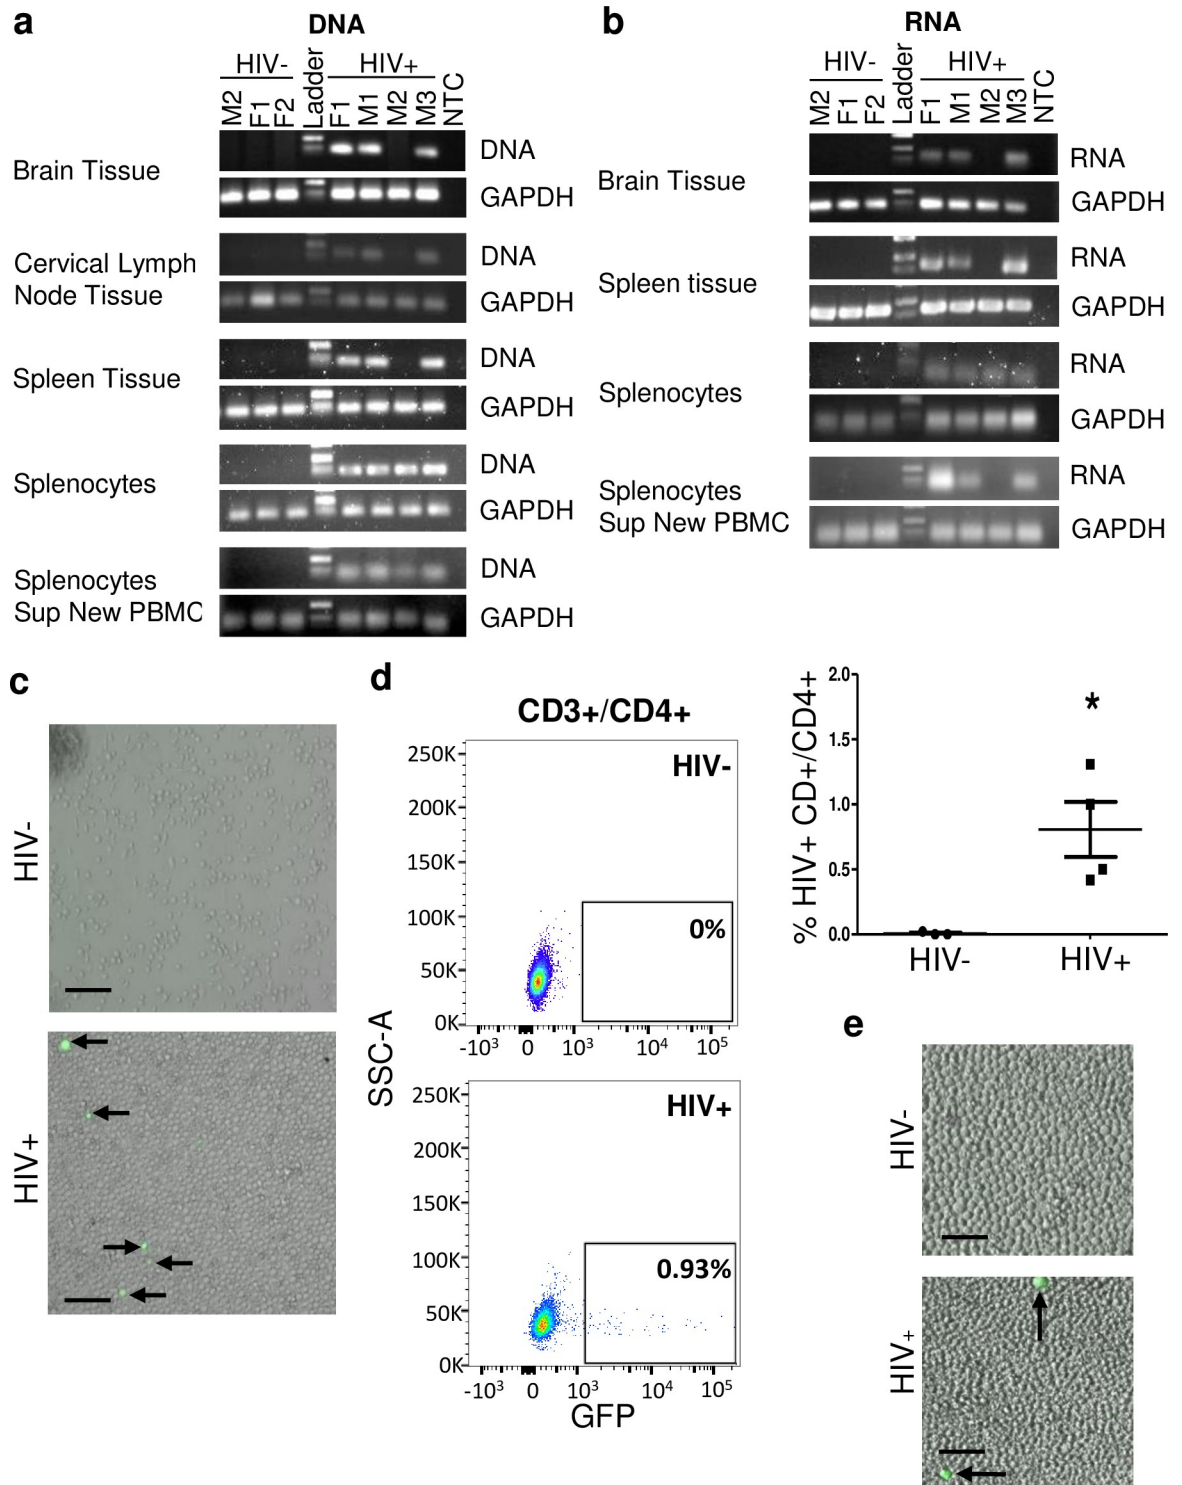 a
DNA
HIV-
Ladder
HIV+
M2
F1
F2
F1
M1
M2
M3
NTC
Brain Tissue
DNA
GAPDH
Cervical Lymph
Node Tissue
DNA
GAPDH
Spleen Tissue
DNA
GAPDH
Splenocytes
DNA
GAPDH
Splenocytes
Sup New PBMC
DNA
GAPDH
b
RNA
HIV-
Ladder
HIV+
M2
F1
F2
F1
M1
M2
M3
NTC
Brain Tissue
RNA
GAPDH
Spleen tissue
RNA
GAPDH
Splenocytes
RNA
GAPDH
Splenocytes
Sup New PBMC
RNA
GAPDH
c
HIV-
HIV+
d
CD3+/CD4+
HIV-
250K
200K
150K
100K
50K
0K
0%
-10³ 0 10³ 10⁴ 10⁵
SSC-A
HIV+
250K
200K
150K
100K
50K
0K
0.93%
-10³ 0 10³ 10⁴ 10⁵
GFP
% HIV+ CD+/CD4+
2.0
1.5
1.0
0.5
0.0
*
HIV- HIV+
e
HIV-
HIV+